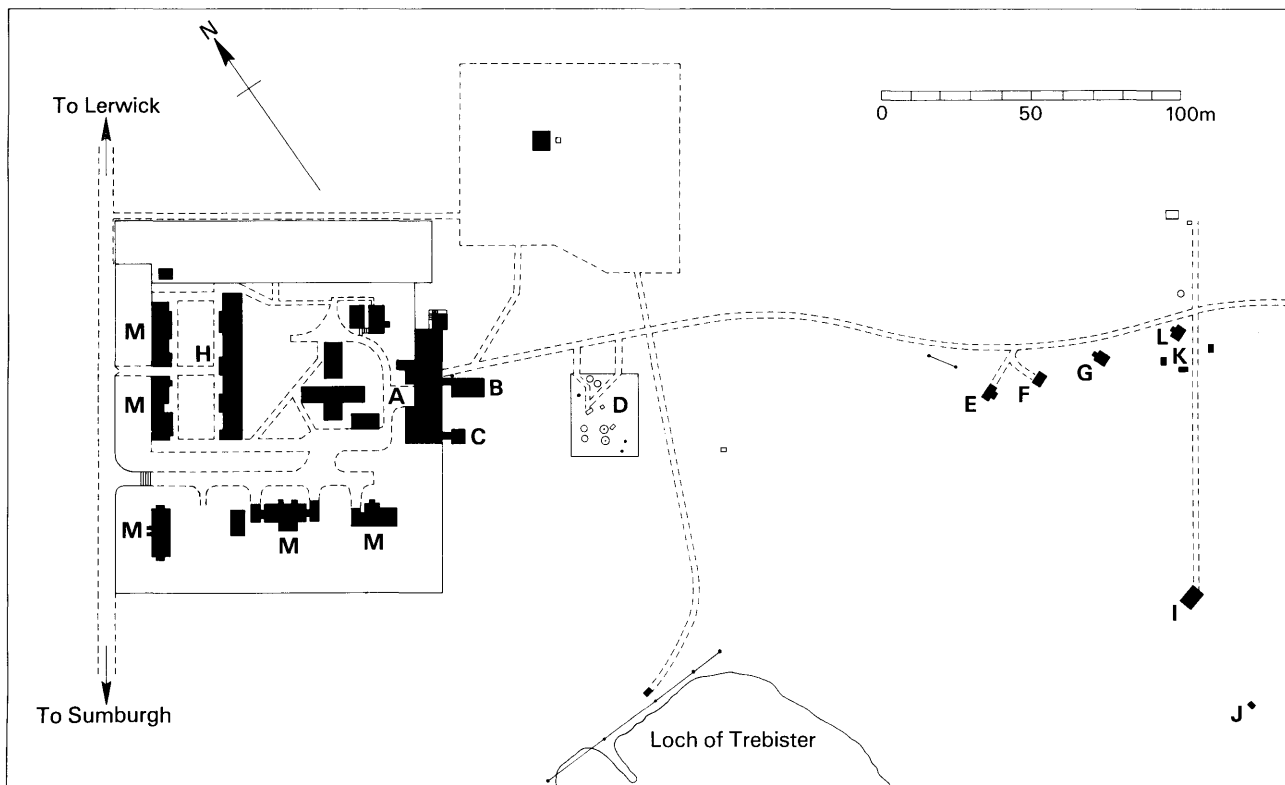 N
To Lerwick
0 50 100m
M
H
L
K
G
A
B
E
F
D
M
C
M
M
M
I
To Sumburgh
Loch of Trebister
J